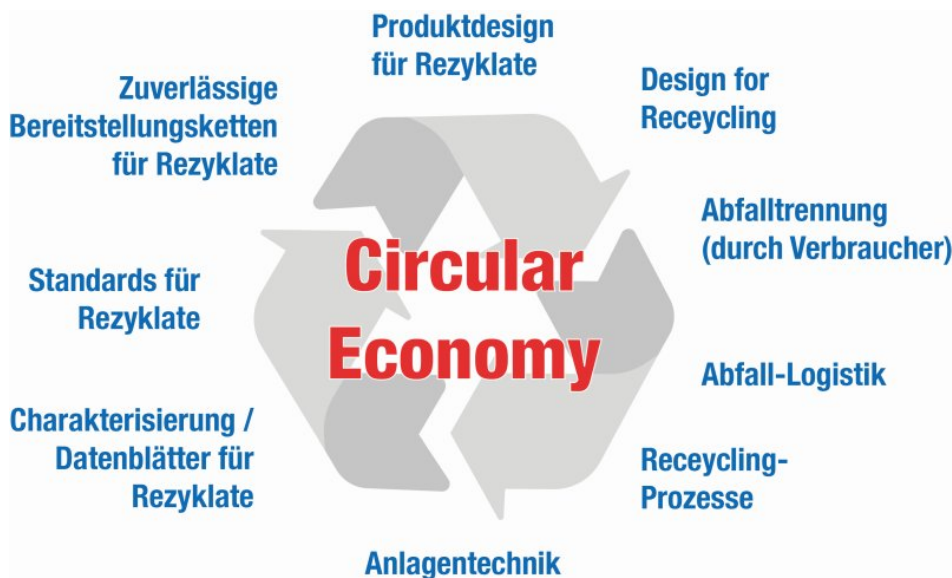 Produktdesign
für Rezyklate
Design for
Receycling
Abfalltrennung
(durch Verbraucher)
Abfall-Logistik
Receycling-
Prozesse
Anlagentechnik
Charakterisierung /
Datenblätter für
Rezyklate
Standards für
Rezyklate
Zuverlässige
Bereitstellungsketten
für Rezyklate
Circular
Economy